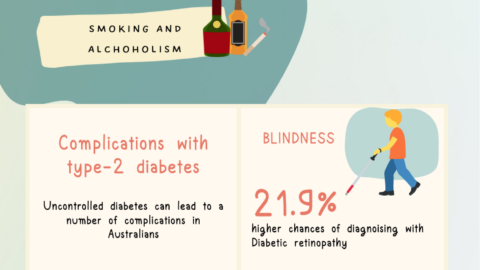 SMOKING AND
ALCHOHOLISM
Complications with
type-2 diabetes
Uncontrolled diabetes can lead to a
number of complications in
Australians
BLINDNESS
21.9%
higher chances of diagnoising with
Diabetic retinopathy